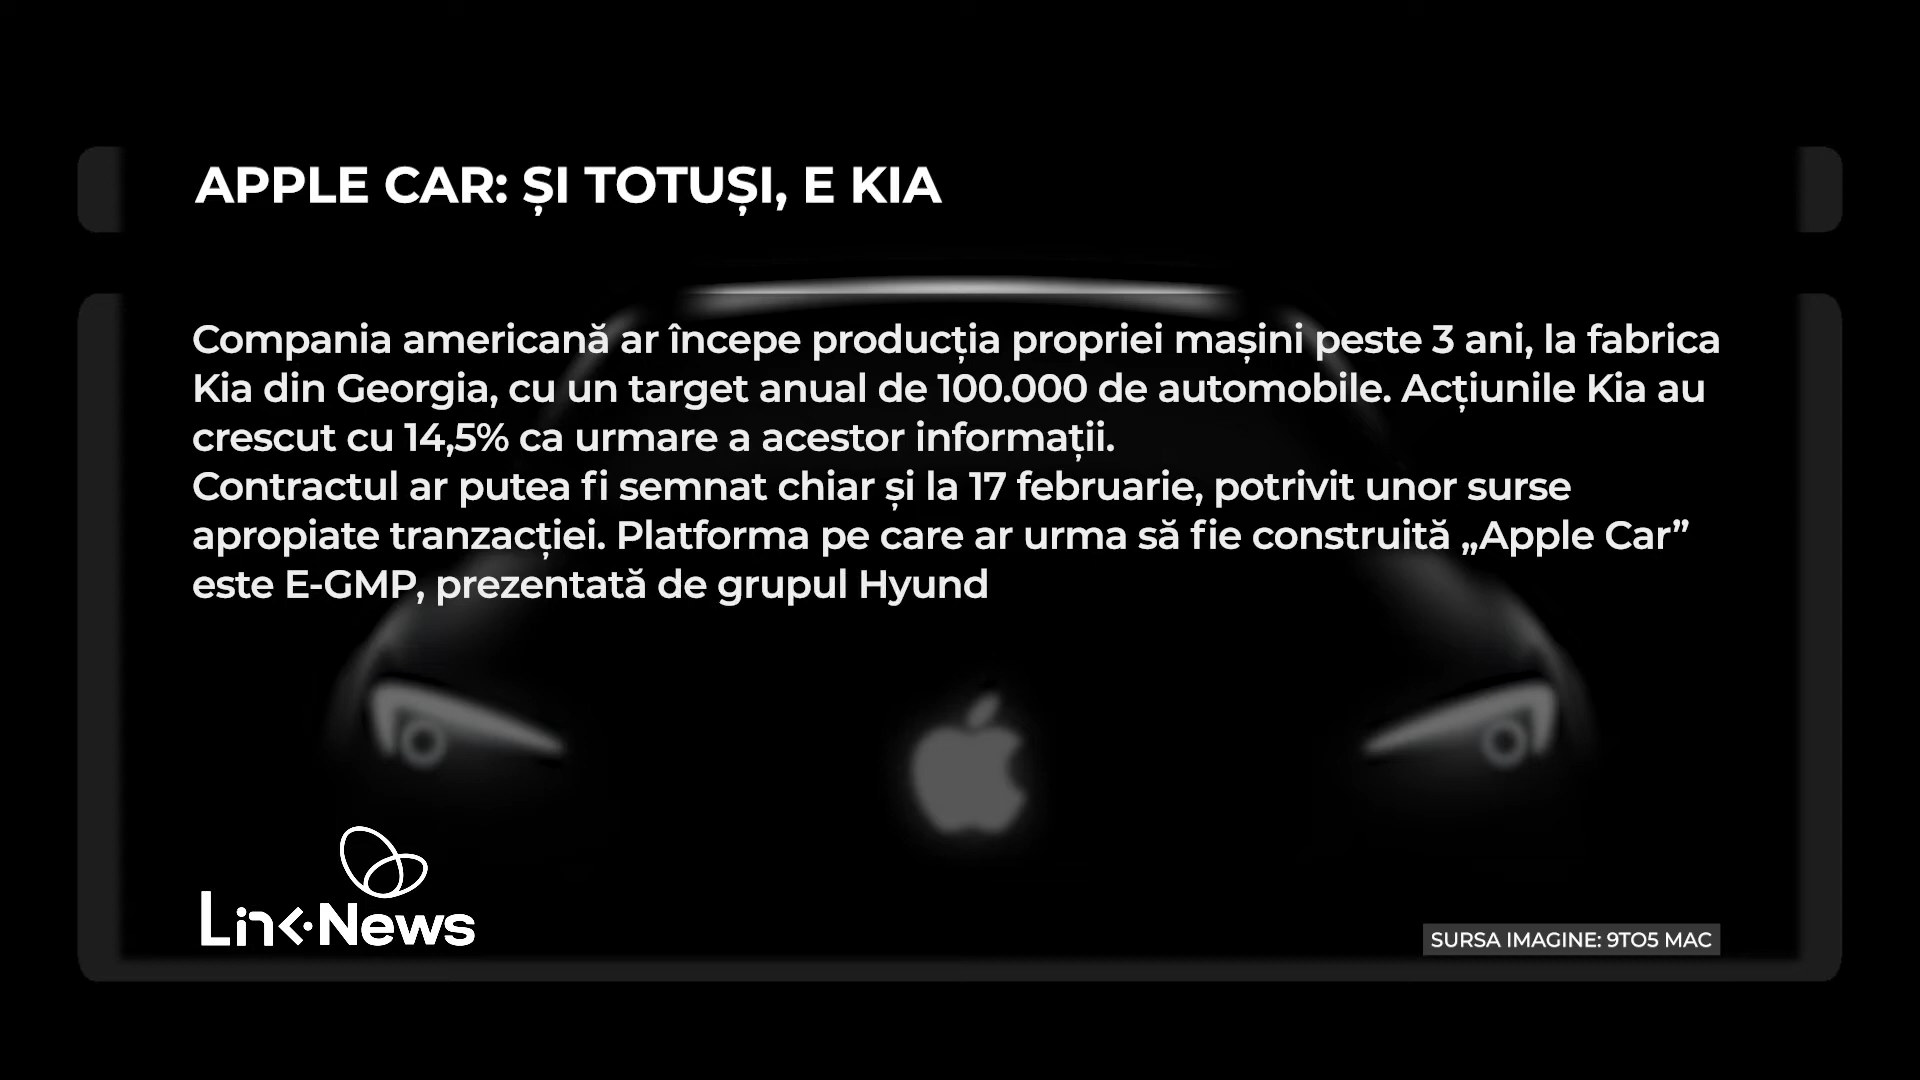 APPLE CAR: ȘI TOTUȘI, E KIA
Compania americană ar începe producția propriei mașini peste 3 ani, la fabrica
Kia din Georgia, cu un target anual de 100.000 de automobile. Acțiunile Kia au
crescut cu 14,5% ca urmare a acestor informații.
Contractul ar putea fi semnat chiar și la 17 februarie, potrivit unor surse
apropiate tranzacției. Platforma pe care ar urma să fie construită „Apple Car”
este E-GMP, prezentată de grupul Hyund
Link News
SURSA IMAGINE: 9TO5 MAC